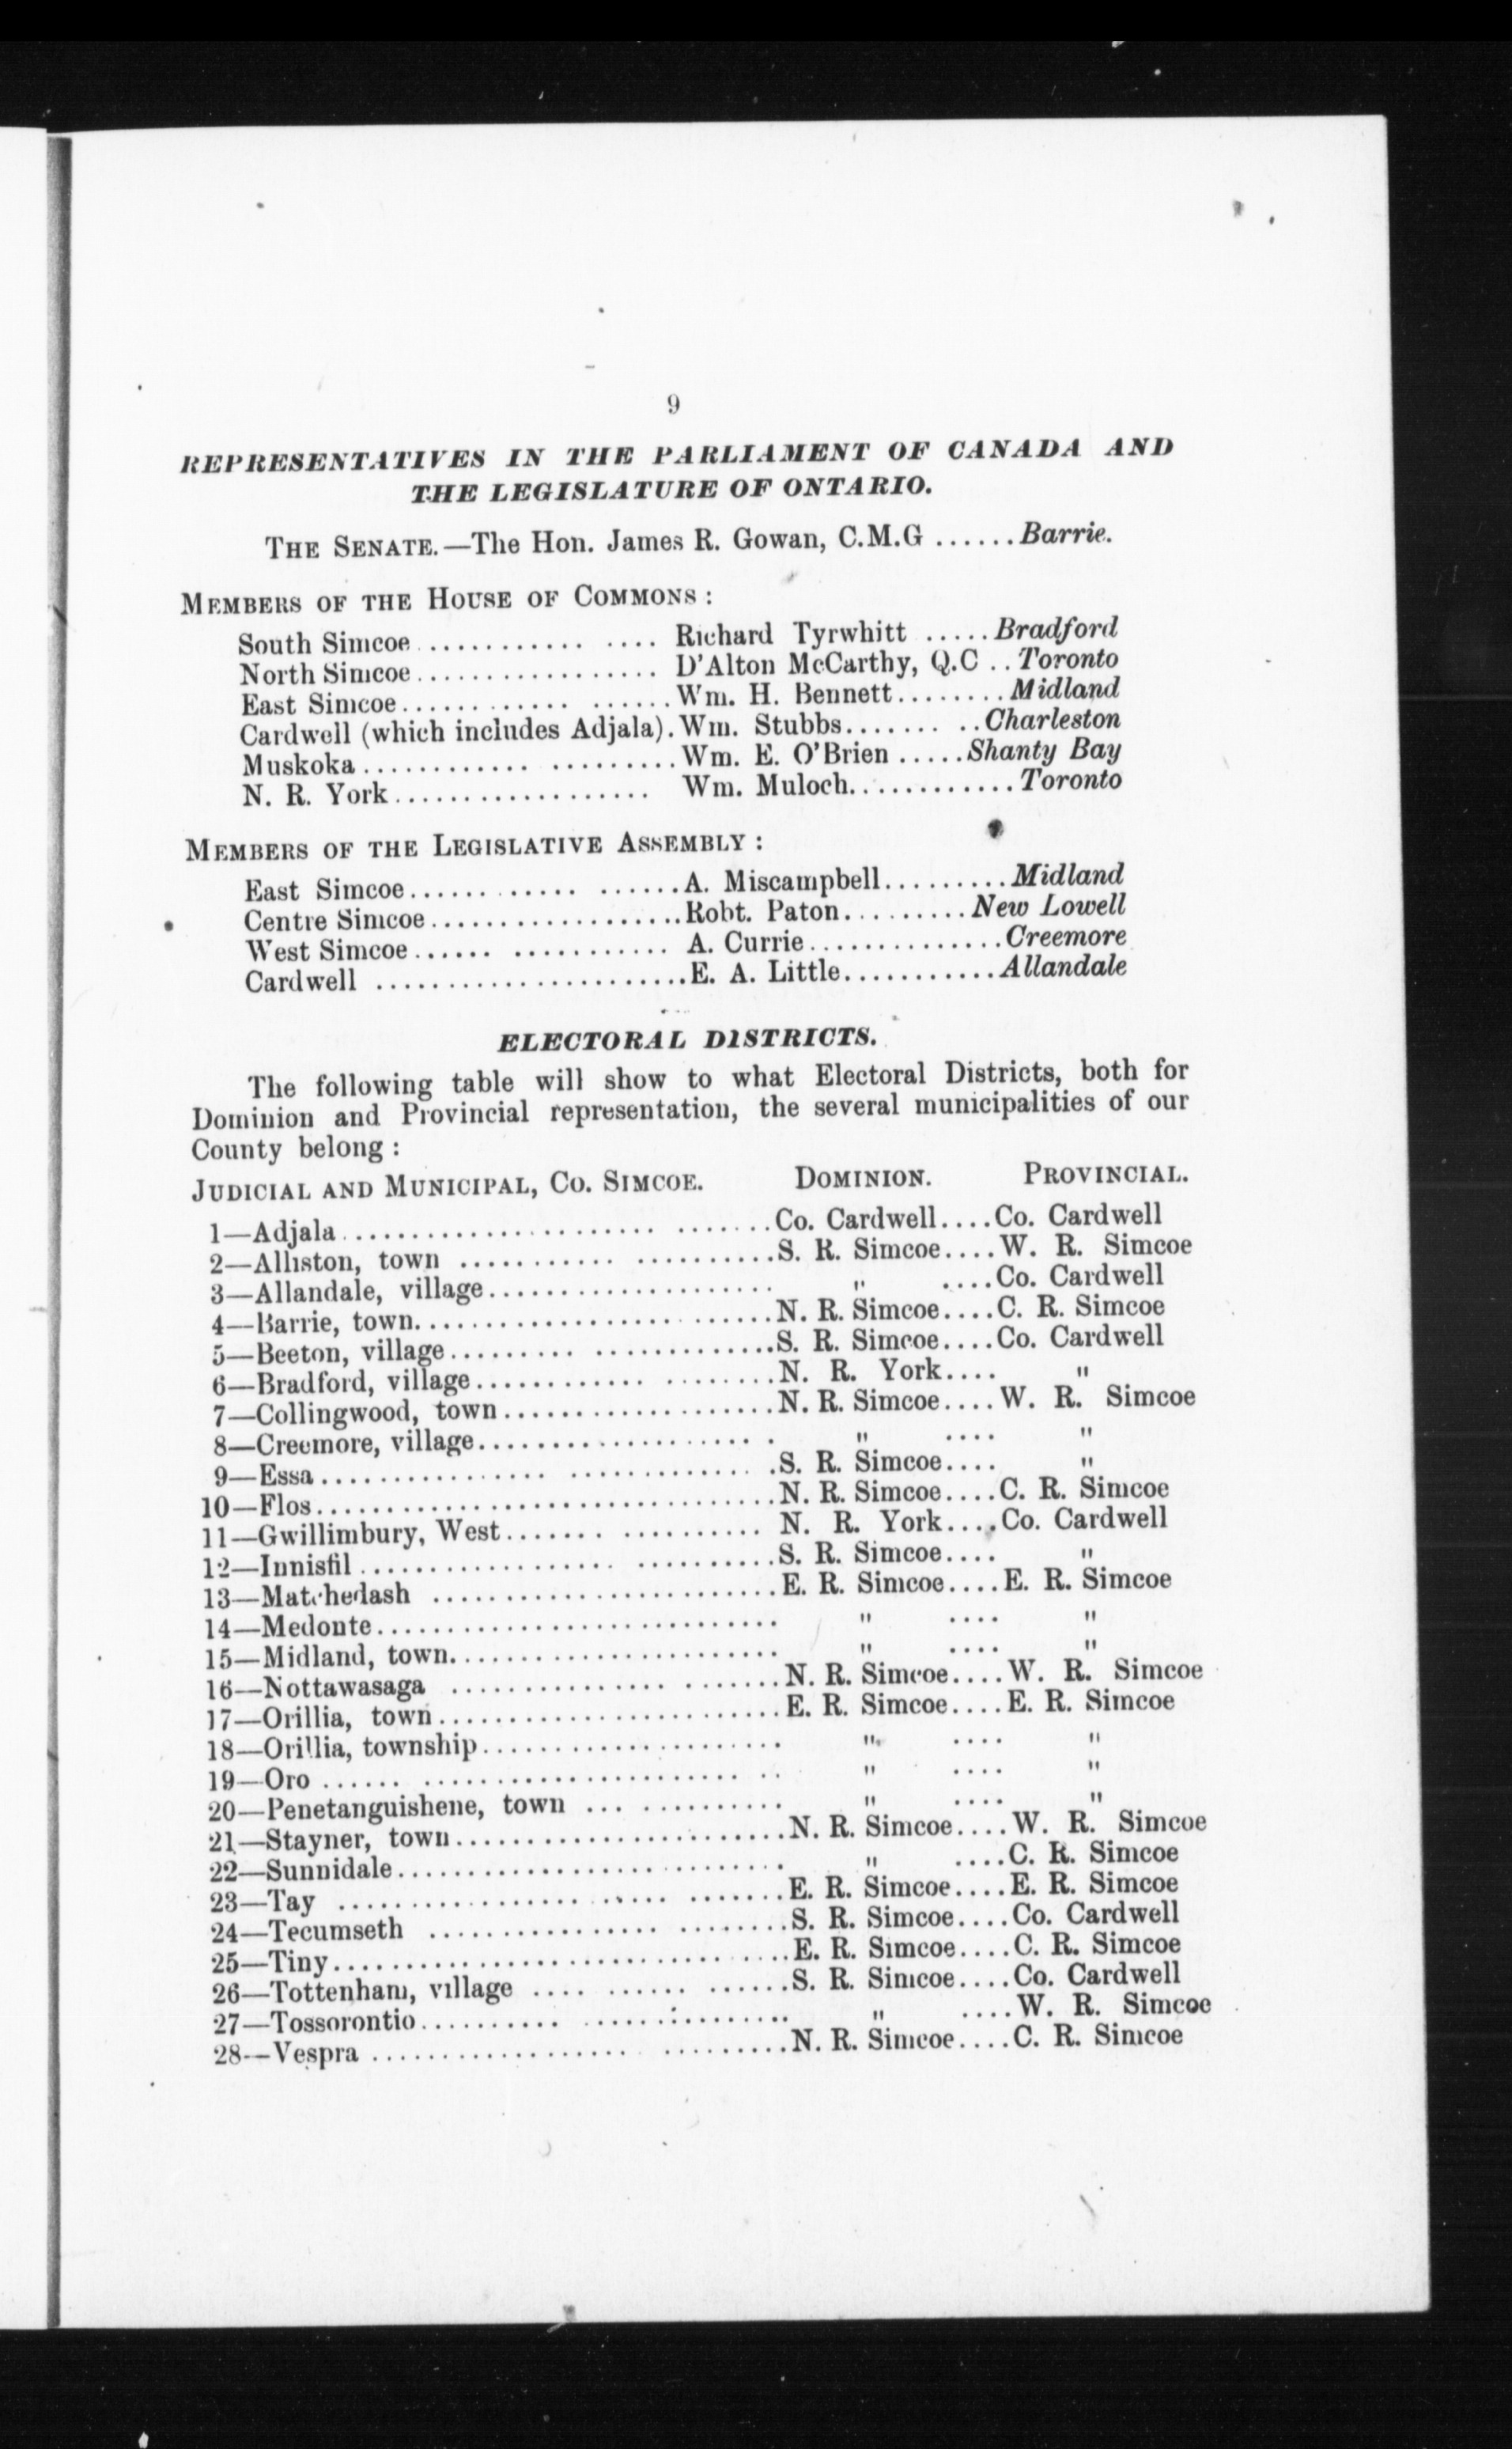 9
REPRESENTATIVES IN THE PARLIAMENT OF CANADA AND
THE LEGISLATURE OF ONTARIO.
THE SENATE.—The Hon. James R. Gowan, C.M.G ...... Barrie.
MEMBERS OF THE HOUSE OF COMMONS :
South Simcoe................ Richard Tyrwhitt .....Bradford
North Simcoe.................. D'Alton McCarthy, Q.C .. Toronto
East Simcoe..................Wm. H. Bennett........Midland
Cardwell (which includes Adjala).Wm. Stubbs.........Charleston
Muskoka.....................Wm. E. O'Brien .....Shanty Bay
N. R. York................... Wm. Muloch............Toronto
MEMBERS OF THE LEGISLATIVE ASSEMBLY :
East Simcoe..................A. Miscampbell.........Midland
Centre Simcoe..................Robt. Paton.........New Lowell
West Simcoe................. A. Currie..............Creemore
Cardwell ......................E. A. Little...........Allandale
ELECTORAL DISTRICTS.
The following table will show to what Electoral Districts, both for
Dominion and Provincial representation, the several municipalities of our
County belong :
JUDICIAL AND MUNICIPAL, CO. SIMCOE. DOMINION. PROVINCIAL.
1—Adjala..............................Co. Cardwell....Co. Cardwell
2—Alliston, town .....................S. R. Simcoe....W. R. Simcoe
3—Allandale, village..................... " ....Co. Cardwell
4—Barrie, town..........................N. R. Simcoe....C. R. Simcoe
5—Beeton, village......................S. R. Simcoe....Co. Cardwell
6—Bradford, village....................N. R. York.... "
7—Collingwood, town...................N. R. Simcoe....W. R. Simcoe
8—Creemore, village..................... " .... "
9—Essa..............................S. R. Simcoe.... "
10—Flos................................N. R. Simcoe....C. R. Simcoe
11—Gwillimbury, West................. N. R. York....Co. Cardwell
12—Innisfil............................S. R. Simcoe.... "
13—Matchedash ........................E. R. Simcoe....E. R. Simcoe
14—Medonte............................. " .... "
15—Midland, town........................ " .... "
16—Nottawasaga .......................N. R. Simcoe....W. R. Simcoe
17—Orillia, town........................E. R. Simcoe....E. R. Simcoe
18—Orillia, township...................... " .... "
19—Oro ............................... " .... "
20—Penetanguishene, town ............. " .... "
21—Stayner, town.......................N. R. Simcoe....W. R. Simcoe
22—Sunnidale........................... " ....C. R. Simcoe
23—Tay ..............................E. R. Simcoe....E. R. Simcoe
24—Tecumseth ........................S. R. Simcoe....Co. Cardwell
25—Tiny................................E. R. Simcoe....C. R. Simcoe
26—Tottenham, village ................S. R. Simcoe....Co. Cardwell
27—Tossorontio........................ " ....W. R. Simcoe
28—Vespra ...........................N. R. Simcoe....C. R. Simcoe